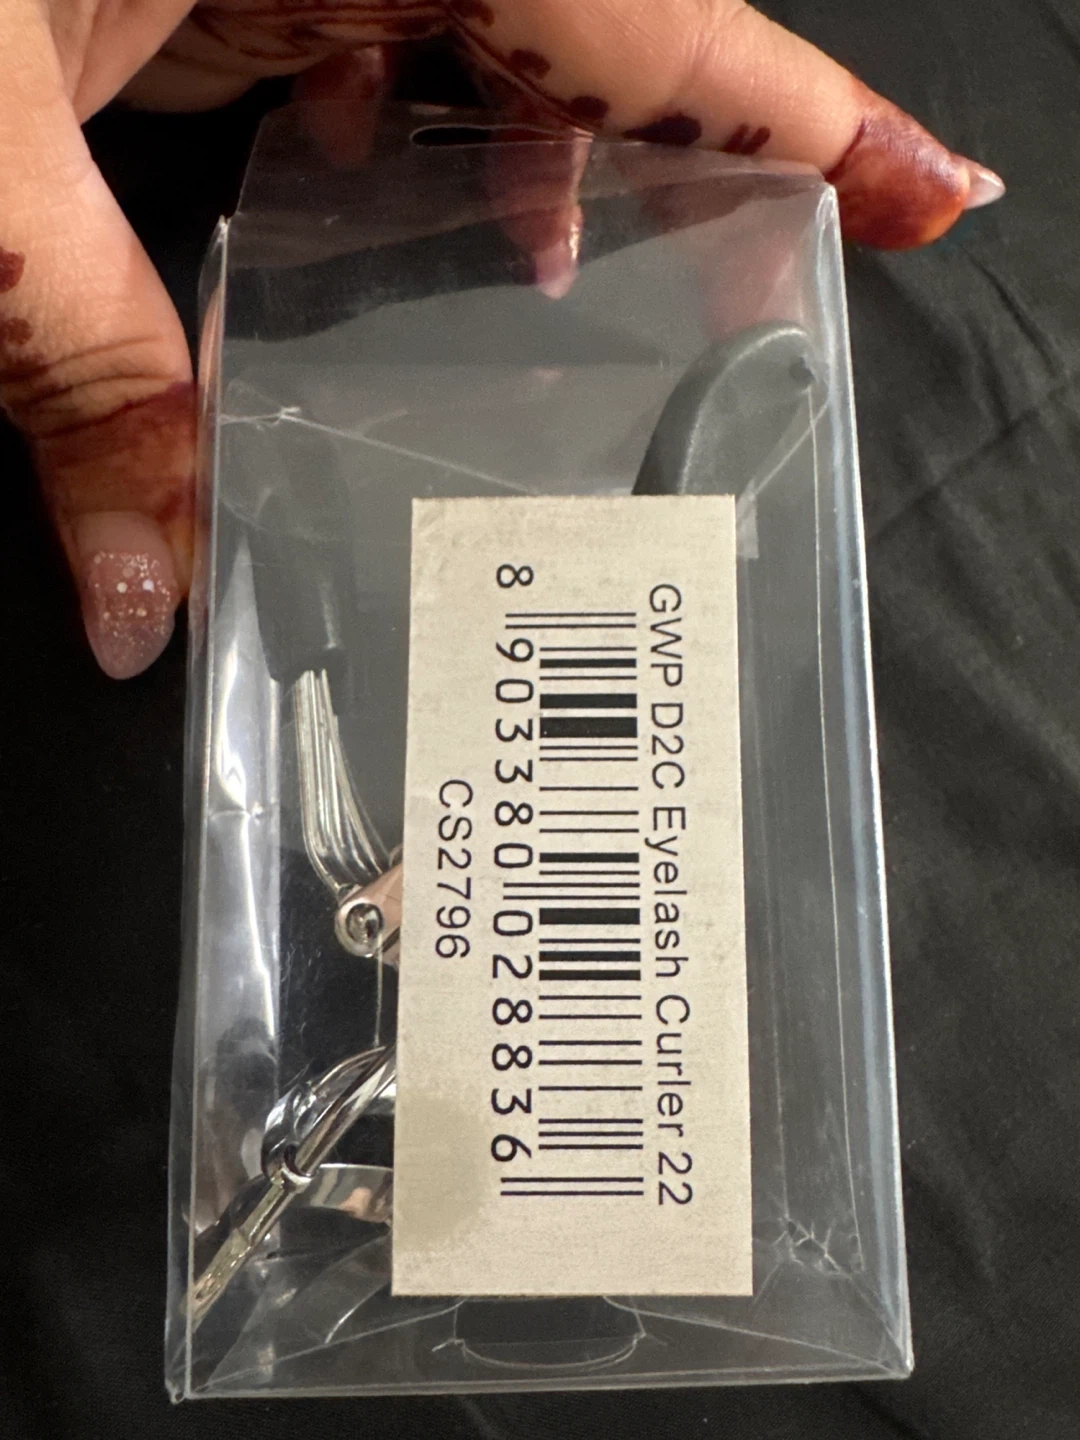 GWP D2C Eyelash Curler 22
8 903380 028836
CS2796